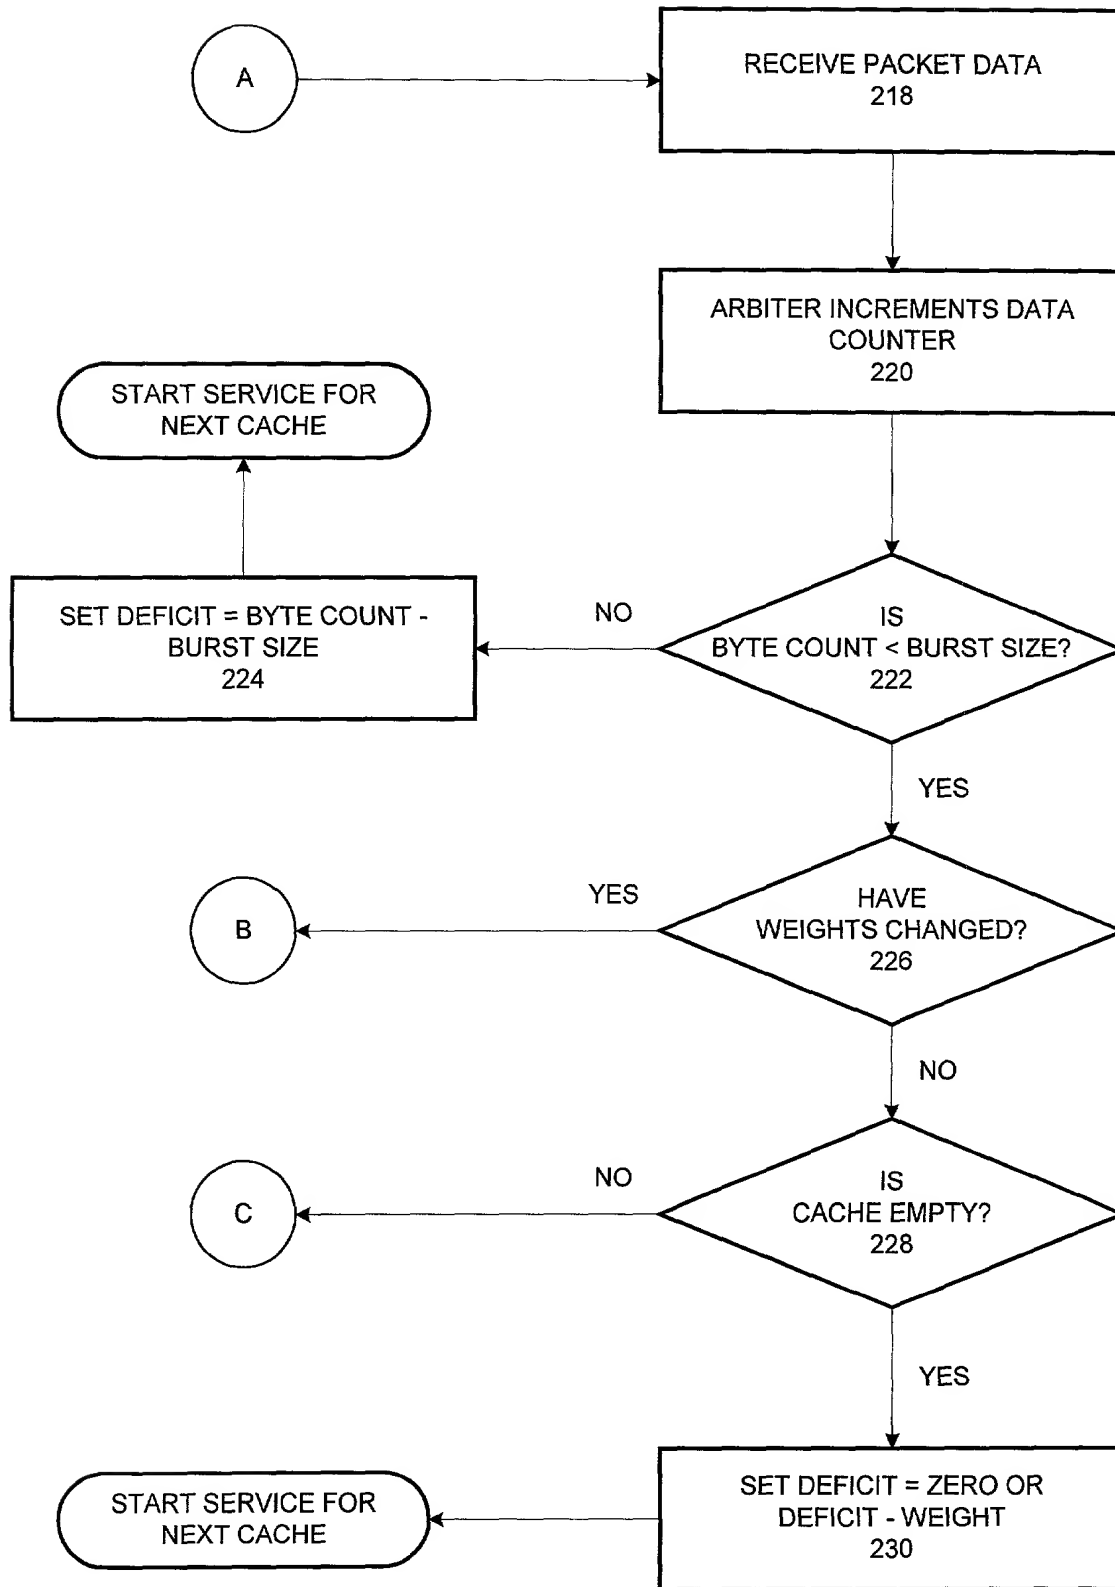 A
RECEIVE PACKET DATA
218
ARBITER INCREMENTS DATA
COUNTER
220
START SERVICE FOR
NEXT CACHE
SET DEFICIT = BYTE COUNT -
BURST SIZE
224
NO
IS
BYTE COUNT < BURST SIZE?
222
YES
YES
HAVE
WEIGHTS CHANGED?
226
B
NO
NO
IS
CACHE EMPTY?
228
C
YES
START SERVICE FOR
NEXT CACHE
SET DEFICIT = ZERO OR
DEFICIT - WEIGHT
230